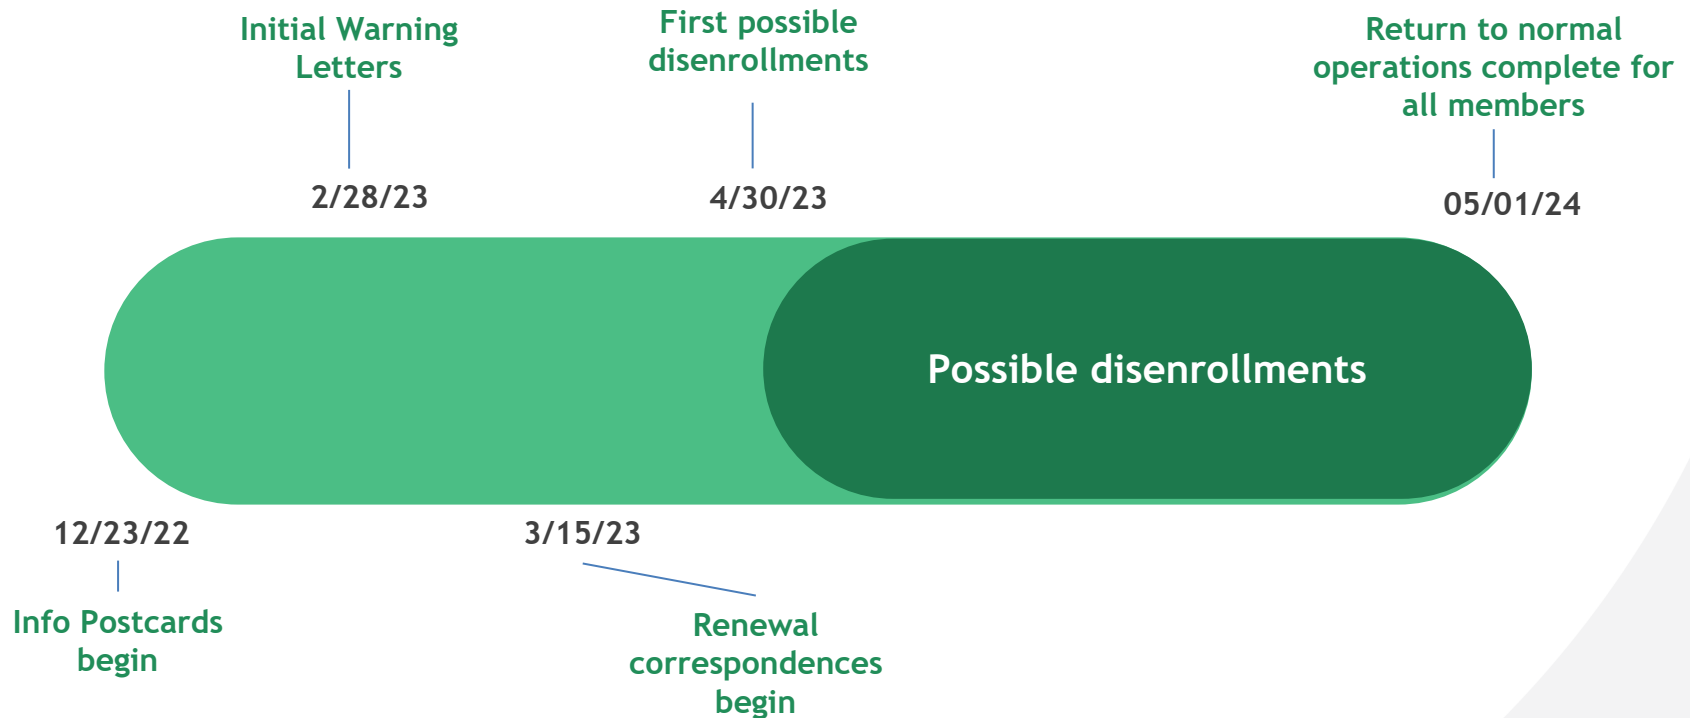 Initial Warning
Letters
2/28/23
First possible
disenrollments
4/30/23
Return to normal
operations complete for
all members
05/01/24
Possible disenrollments
12/23/22
Info Postcards
begin
3/15/23
Renewal
correspondences
begin